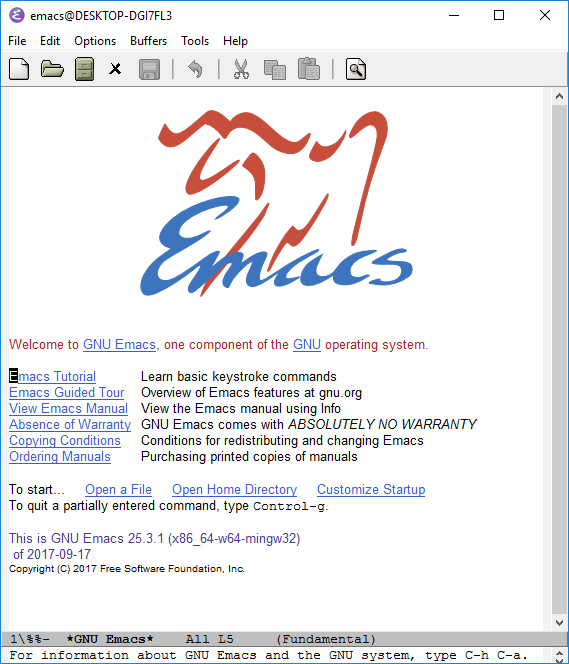 emacs@DESKTOP-DGI7FL3
File Edit Options Buffers Tools Help
Emacs
Welcome to GNU Emacs, one component of the GNU operating system.
Emacs Tutorial Learn basic keystroke commands
Emacs Guided Tour Overview of Emacs features at gnu.org
View Emacs Manual View the Emacs manual using Info
Absence of Warranty GNU Emacs comes with ABSOLUTELY NO WARRANTY
Copying Conditions Conditions for redistributing and changing Emacs
Ordering Manuals Purchasing printed copies of manuals
To start... Open a File Open Home Directory Customize Startup
To quit a partially entered command, type Control-g.
This is GNU Emacs 25.3.1 (x86_64-w64-mingw32)
of 2017-09-17
Copyright (C) 2017 Free Software Foundation, Inc.
1\%%- *GNU Emacs* All L5 (Fundamental)
For information about GNU Emacs and the GNU system, type C-h C-a.